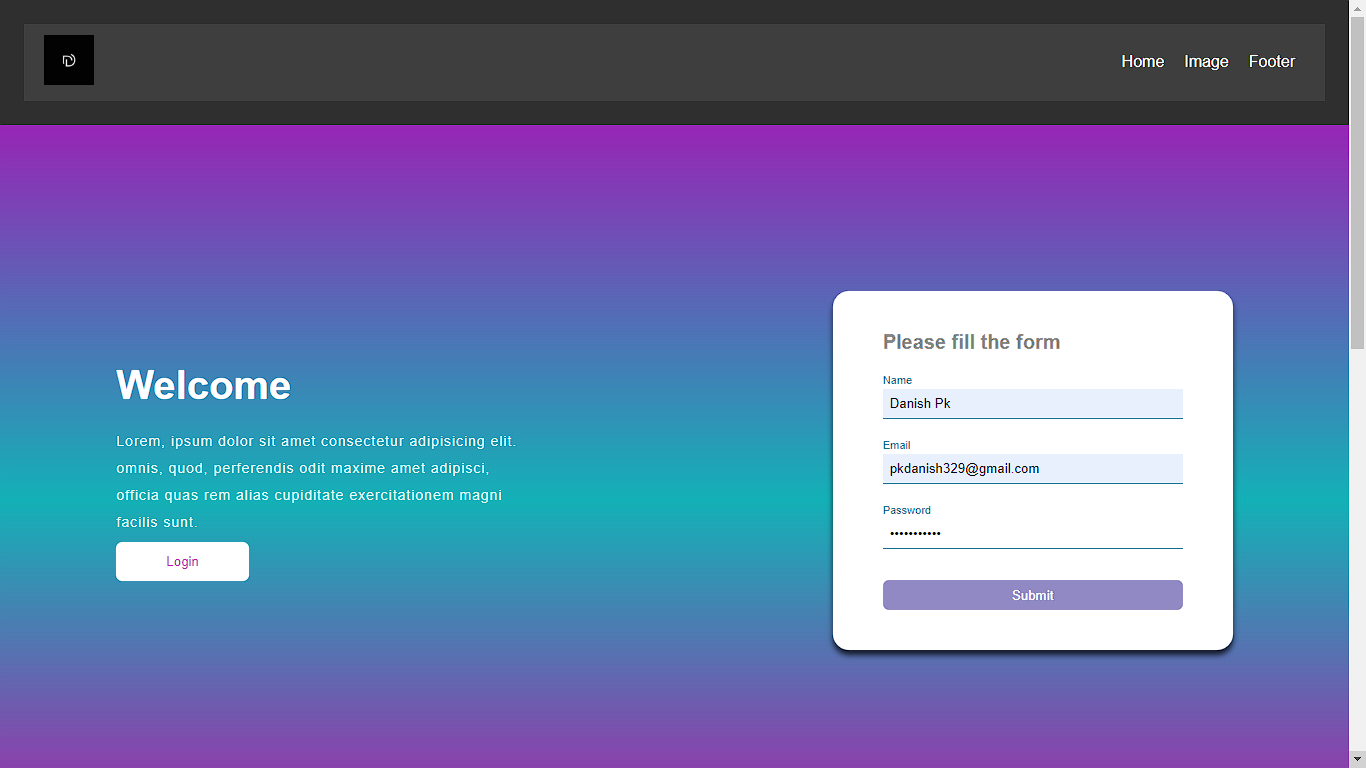 Home Image Footer
Welcome
Lorem, ipsum dolor sit amet consectetur adipisicing elit.
omnis, quod, perferendis odit maxime amet adipisci,
officia quas rem alias cupiditate exercitationem magni
facilis sunt.
Login
Please fill the form
Name
Danish Pk
Email
pkdanish329@gmail.com
Password
•••••••••••
Submit